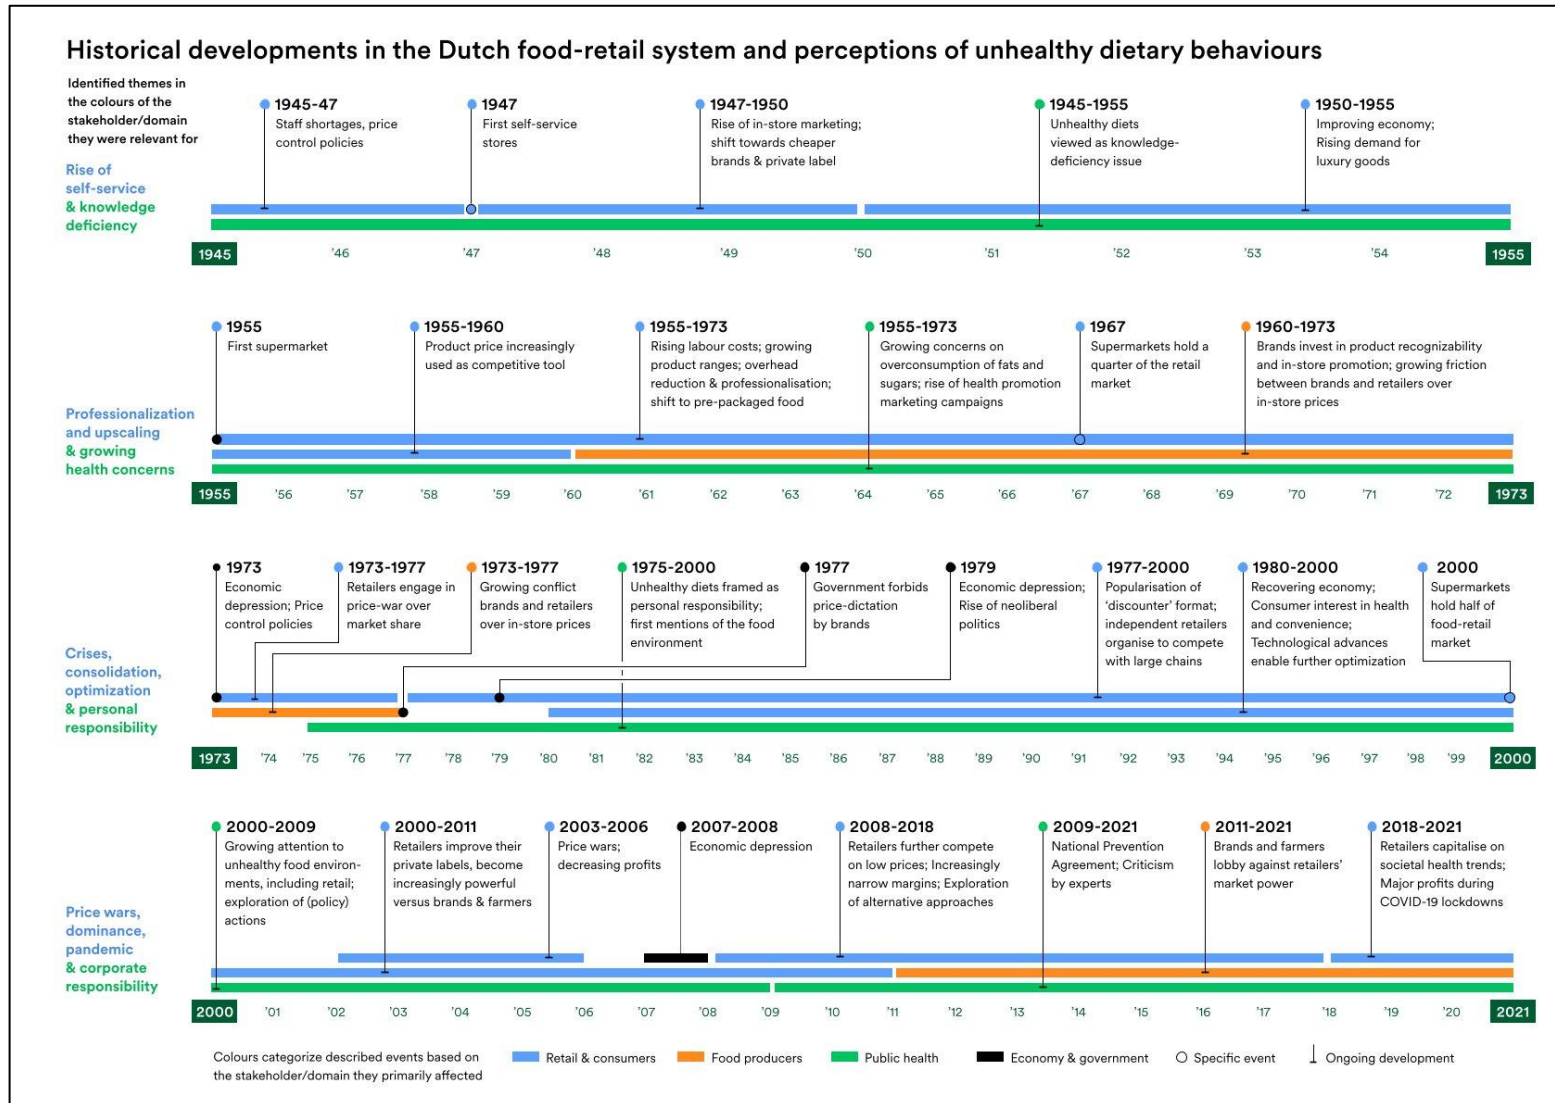 Historical developments in the Dutch food-retail system and perceptions of unhealthy dietary behaviours
Identified themes in
the colours of the
stakeholder/domain
they were relevant for
Rise of
self-service
& knowledge
deficiency
1945-47
Staff shortages, price
control policies
1947
First self-service
stores
1947-1950
Rise of in-store marketing;
shift towards cheaper
brands & private label
1945-1955
Unhealthy diets
viewed as knowledge-
deficiency issue
1950-1955
Improving economy;
Rising demand for
luxury goods
1945 '46 '47 '48 '49 '50 '51 '52 '53 '54 1955
Professionalization
and upscaling
& growing
health concerns
1955
First supermarket
1955-1960
Product price increasingly
used as competitive tool
1955-1973
Rising labour costs; growing
product ranges; overhead
reduction & professionalisation;
shift to pre-packaged food
1955-1973
Growing concerns on
overconsumption of fats and
sugars; rise of health promotion
marketing campaigns
1967
Supermarkets hold a
quarter of the retail
market
1960-1973
Brands invest in product recognizability
and in-store promotion; growing friction
between brands and retailers over
in-store prices
1955 '56 '57 '58 '59 '60 '61 '62 '63 '64 '65 '66 '67 '68 '69 '70 '71 '72 1973
Crises,
consolidation,
optimization
& personal
responsibility
1973
Economic
depression; Price
control policies
1973-1977
Retailers engage in
price-war over
market share
1973-1977
Growing conflict
brands and retailers
over in-store prices
1975-2000
Unhealthy diets framed as
personal responsibility;
first mentions of the food
environment
1977
Government forbids
price-dictation
by brands
1979
Economic depression;
Rise of neoliberal
politics
1977-2000
Popularisation of
'discounter' format;
independent retailers
organise to compete
with large chains
1980-2000
Recovering economy;
Consumer interest in health
and convenience;
Technological advances
enable further optimization
2000
Supermarkets
hold half of
food-retail
market
1973 '74 '75 '76 '77 '78 '79 '80 '81 '82 '83 '84 '85 '86 '87 '88 '89 '90 '91 '92 '93 '94 '95 '96 '97 '98 '99 2000
Price wars,
dominance,
pandemic
& corporate
responsibility
2000-2009
Growing attention to
unhealthy food environ-
ments, including retail;
exploration of (policy)
actions
2000-2011
Retailers improve their
private labels, become
increasingly powerful
versus brands & farmers
2003-2006
Price wars;
decreasing profits
2007-2008
Economic depression
2008-2018
Retailers further compete
on low prices; Increasingly
narrow margins; Exploration
of alternative approaches
2009-2021
National Prevention
Agreement; Criticism
by experts
2011-2021
Brands and farmers
lobby against retailers'
market power
2018-2021
Retailers capitalise on
societal health trends;
Major profits during
COVID-19 lockdowns
2000 '01 '02 '03 '04 '05 '06 '07 '08 '09 '10 '11 '12 '13 '14 '15 '16 '17 '18 '19 '20 2021
Colours categorize described events based on
the stakeholder/domain they primarily affected
Retail & consumers
Food producers
Public health
Economy & government
Specific event
Ongoing development